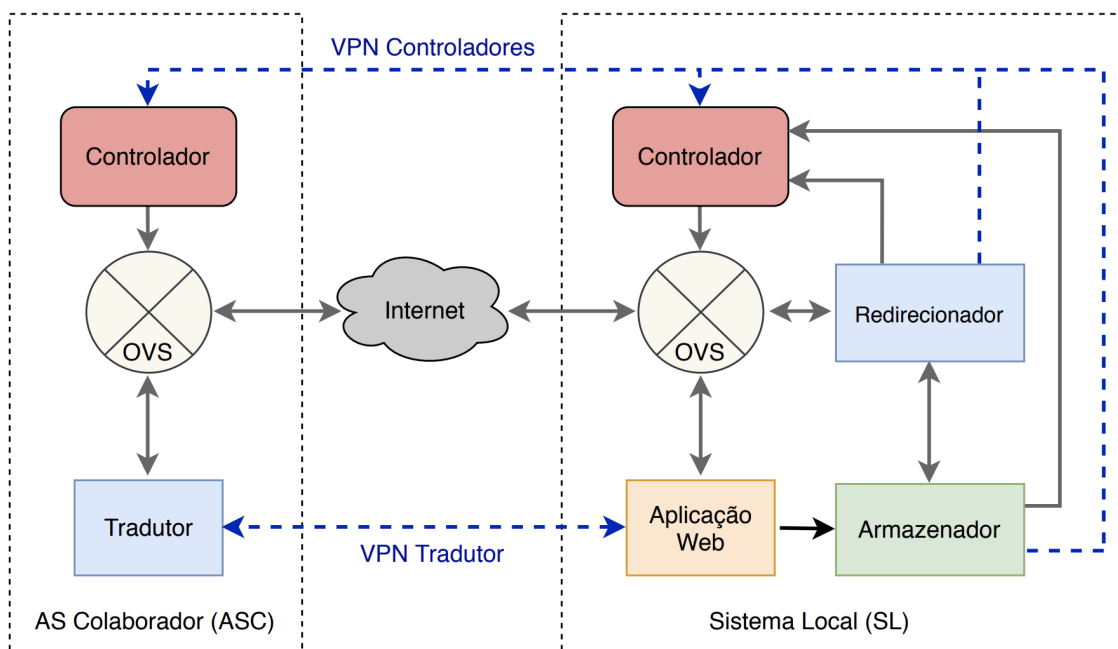 VPN Controladores
Controlador
Controlador
OVS
Internet
OVS
Redirecionador
Tradutor
VPN Tradutor
Aplicação
Web
Armazenador
AS Colaborador (ASC)
Sistema Local (SL)